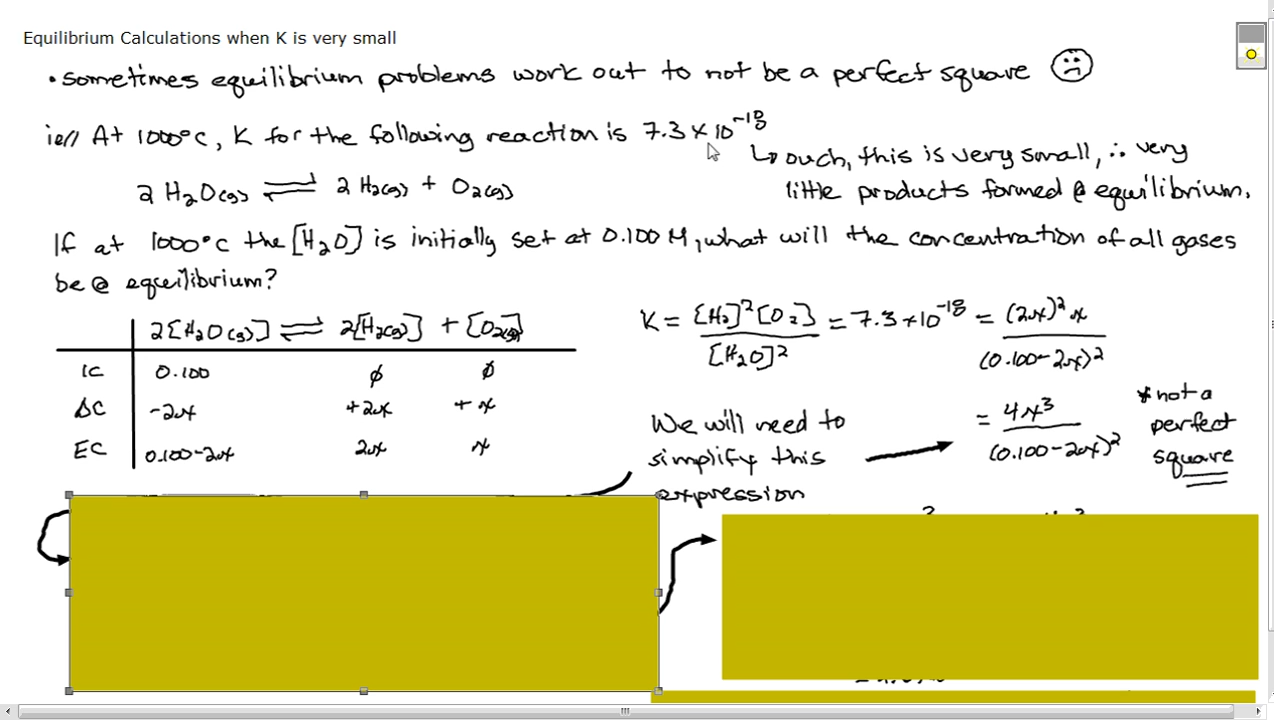 Equilibrium Calculations when K is very small
• Sometimes equilibrium problems work out to not be a perfect square
ie// At 1000°C, K for the following reaction is 7.3 × 10⁻¹⁸
↳ ouch, this is very small, ∴ very
little products formed @ equilibrium.
2 H₂O(g) ⇌ 2 H₂(g) + O₂(g)
If at 1000°C the [H₂O] is initially set at 0.100 M, what will the concentration of all gases
be @ equilibrium?
2[H₂O(g)] ⇌ 2[H₂(g)] + [O₂(g)]
IC 0.100 ∅ ∅
ΔC -2x +2x +x
EC 0.100-2x 2x x
K = [H₂]²[O₂] / [H₂O]² = 7.3 × 10⁻¹⁸ = (2x)²x / (0.100-2x)²
= 4x³ / (0.100-2x)²
* not a
perfect
square
We will need to
simplify this
expression